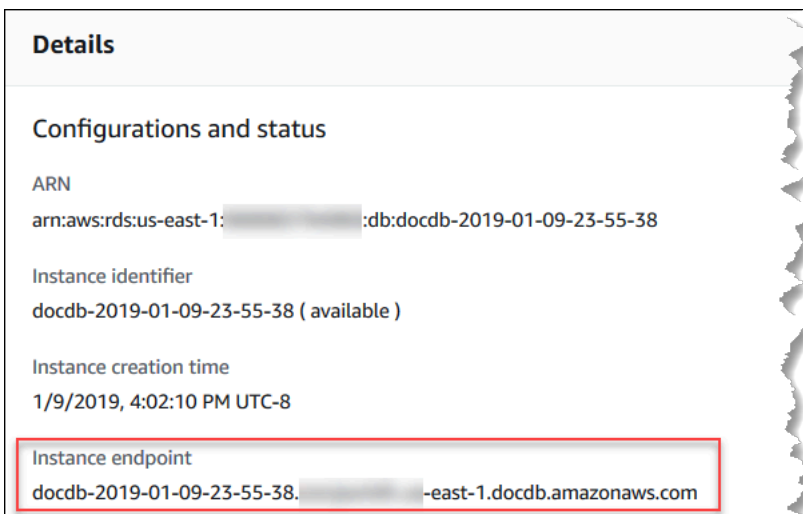 Details
Configurations and status
ARN
arn:aws:rds:us-east-1: :db:docdb-2019-01-09-23-55-38
Instance identifier
docdb-2019-01-09-23-55-38 ( available )
Instance creation time
1/9/2019, 4:02:10 PM UTC-8
Instance endpoint
docdb-2019-01-09-23-55-38. -east-1.docdb.amazonaws.com